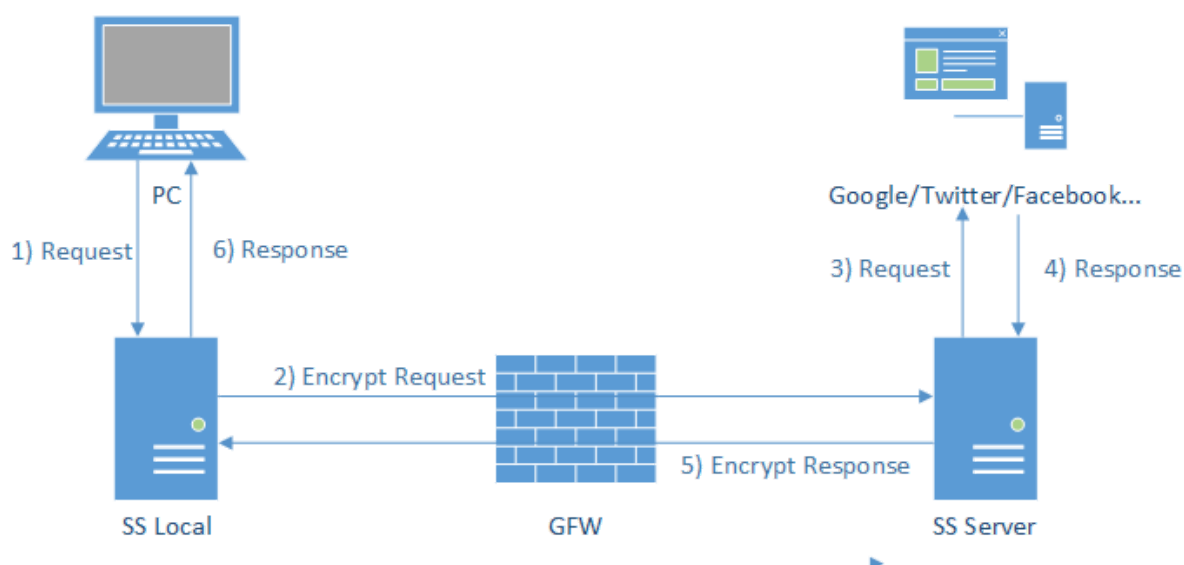 PC
Google/Twitter/Facebook...
1) Request
6) Response
3) Request
4) Response
2) Encrypt Request
5) Encrypt Response
SS Local
GFW
SS Server